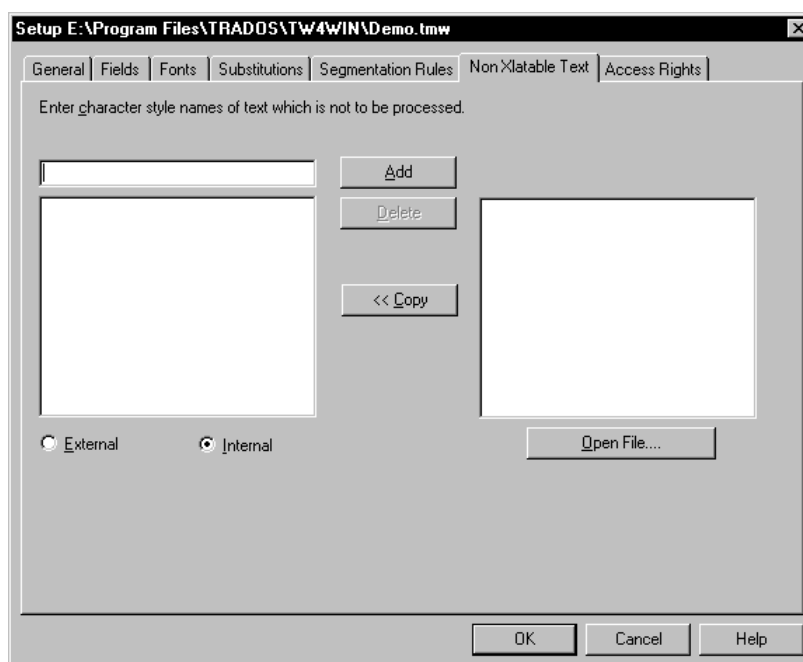 Setup E:\Program Files\TRADOS\TW4WIN\Demo.tmw
General Fields Fonts Substitutions Segmentation Rules Non Xlatable Text Access Rights
Enter character style names of text which is not to be processed.
Add
Delete
<< Copy
External Internal Open File....
OK Cancel Help